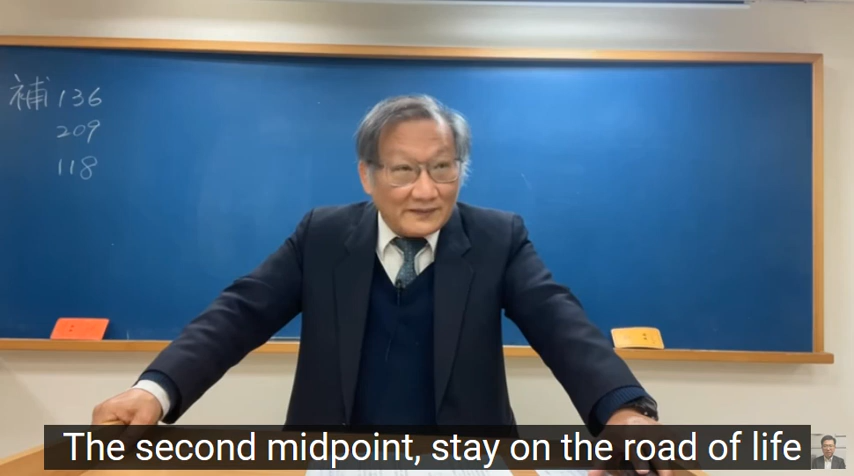 補 136
209
118
The second midpoint, stay on the road of life